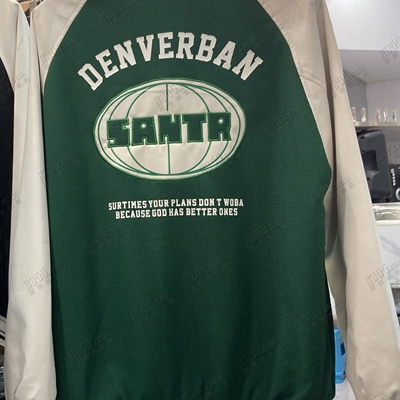 DENVERBAN
SANTA
SURTIMES YOUR PLANS DON T WOBA
BECAUSE GOD HAS BETTER ONES